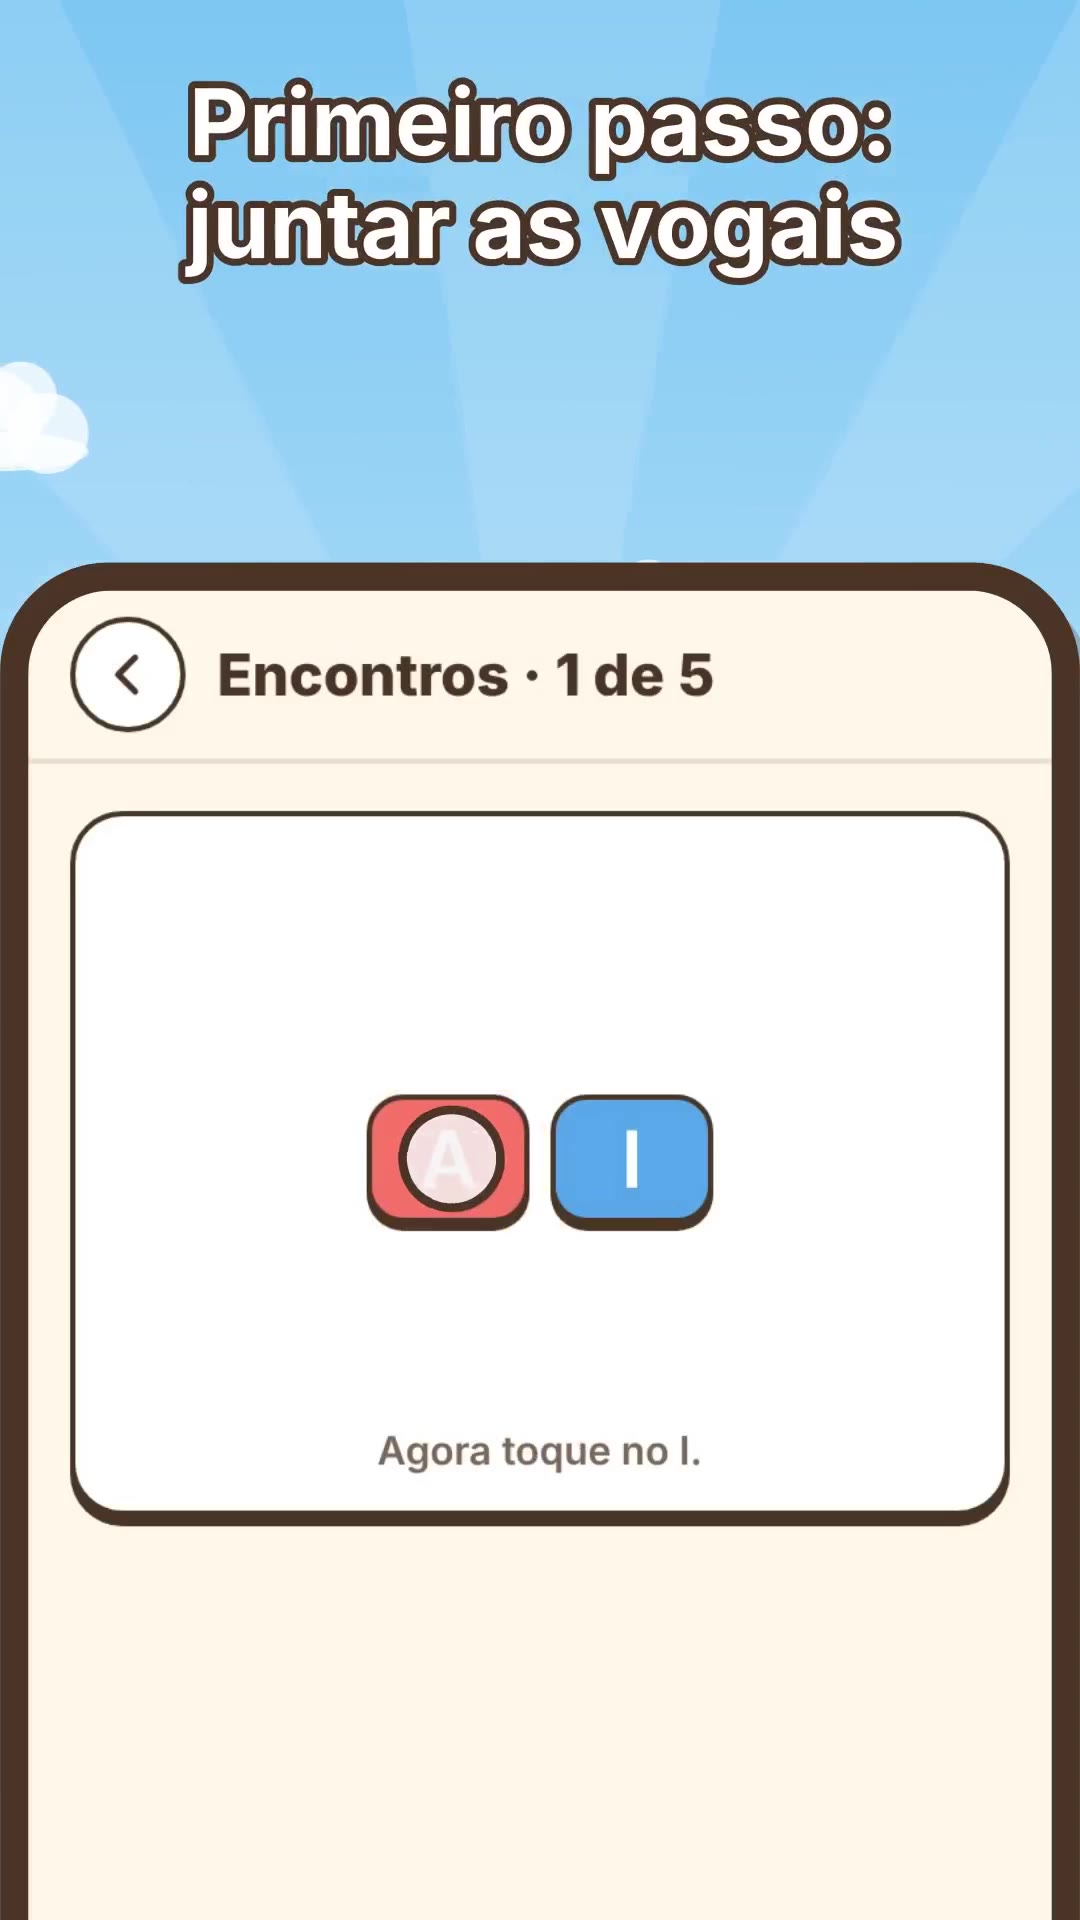 Primeiro passo:
juntar as vogais
Encontros · 1 de 5
A I
Agora toque no I.